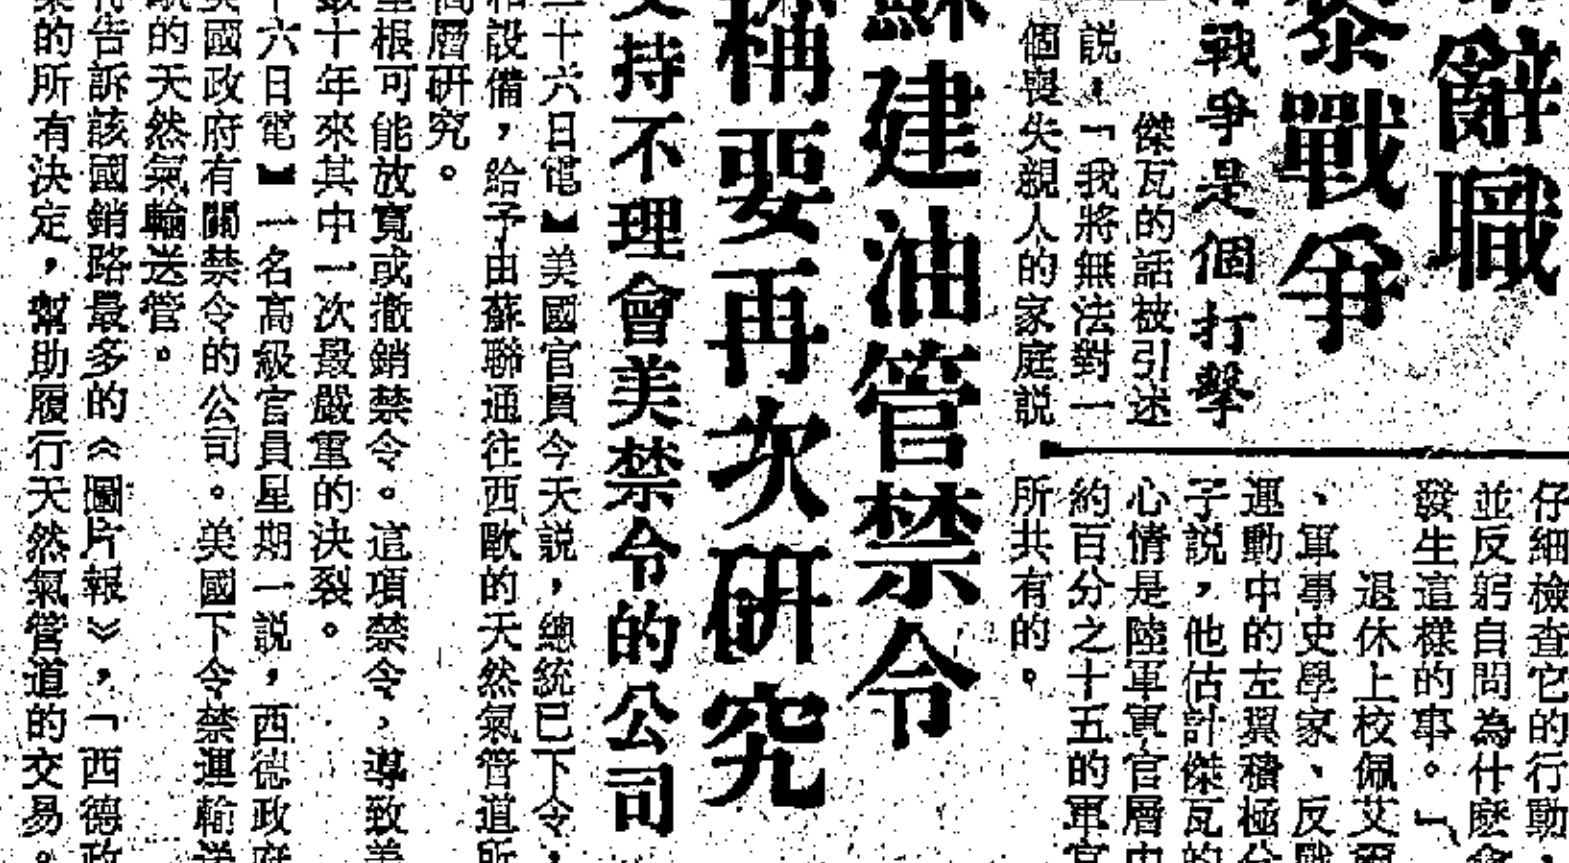 辭職
黎戰爭
戰爭是個打擊
傑瓦的話被引述
説,「我將無法對一
個喪失親人的家庭説
仔細檢查它的行動,
並反躬自問為什麽會
發生這樣的事。」
退休上校佩艾爾
、軍事史學家、反戰
運動中的左翼積極分
子説,他估計傑瓦的
心情是陸軍軍官層中
約百分之十五的軍官
所共有的。
蘇建油管禁令
稱要再次研究
支持不理會美禁令的公司
二十六日電】美國官員今天説,總統已下令,
和設備,給予由蘇聯通往西歐的天然氣管道所
高層研究。
里根可能放寬或撤銷禁令。這項禁令,導致美
最十年來其中一次最嚴重的決裂。
十六日電】一名高級官員星期一説,西德政府
英國政府有關禁令的公司。美國下令禁運輸送
歐的天然氣輸送管。
告訴該國銷路最多的《圖片報》,「西德政
業的所有決定,幫助履行天然氣管道的交易。